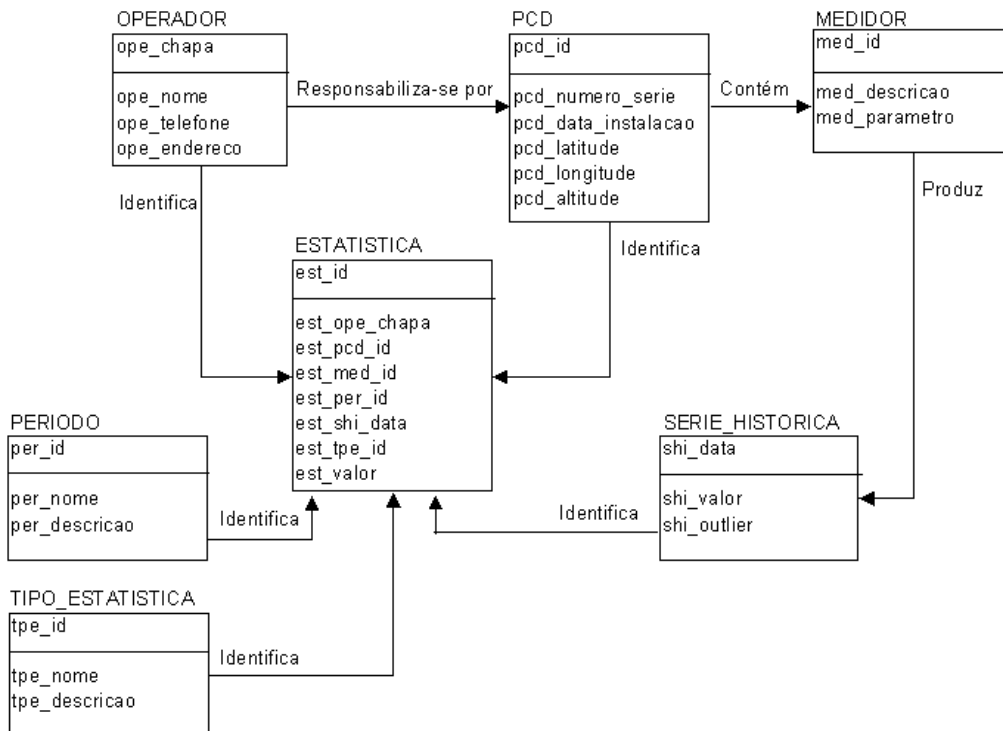 OPERADOR
ope_chapa
ope_nome
ope_telefone
ope_endereco
Responsabiliza-se por
PCD
pcd_id
pcd_numero_serie
pcd_data_instalacao
pcd_latitude
pcd_longitude
pcd_altitude
Contém
MEDIDOR
med_id
med_descricao
med_parametro
Identifica
Identifica
Produz
ESTATISTICA
est_id
est_ope_chapa
est_pcd_id
est_med_id
est_per_id
est_shi_data
est_tpe_id
est_valor
PERIODO
per_id
per_nome
per_descricao
Identifica
SERIE_HISTORICA
shi_data
shi_valor
shi_outlier
Identifica
TIPO_ESTATISTICA
tpe_id
tpe_nome
tpe_descricao
Identifica